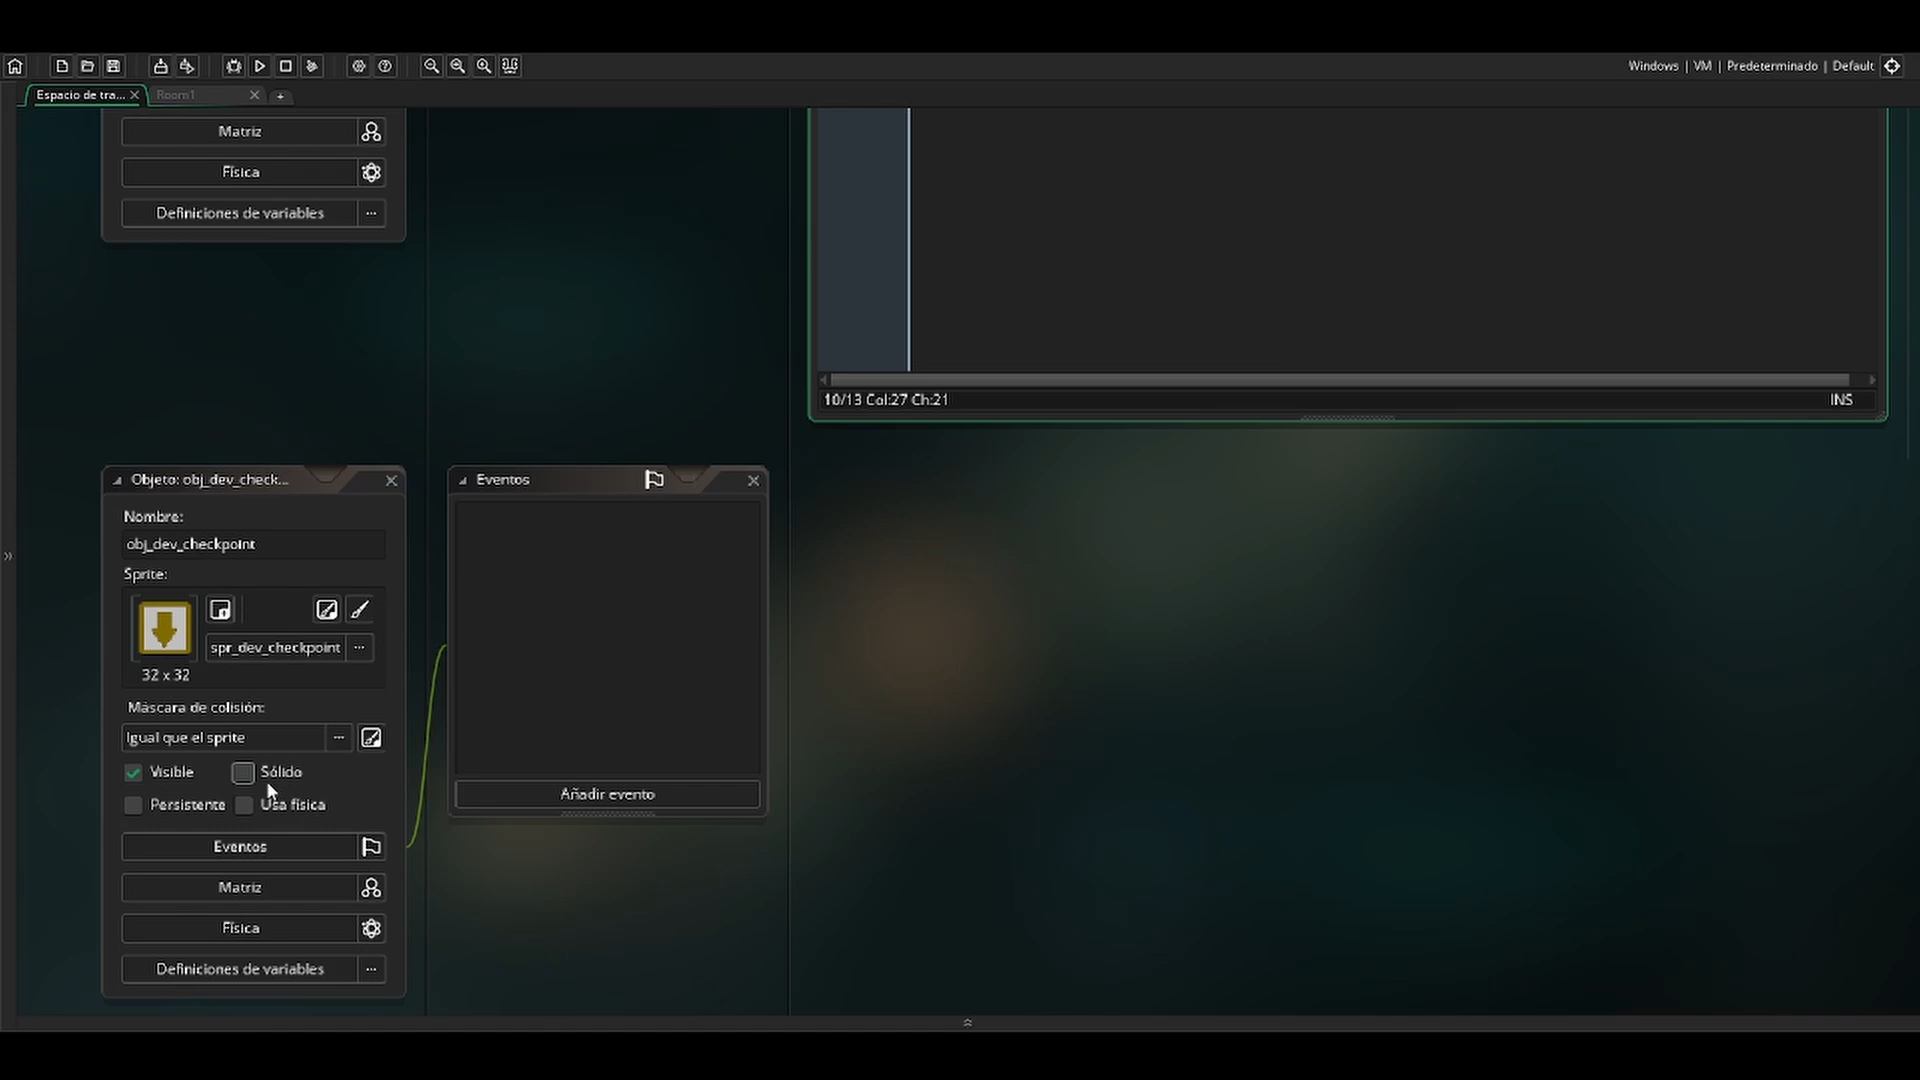 Windows | VM | Predeterminado | Default
Espacio de tra...
Room1
Matriz
Física
Definiciones de variables
10/13 Col:27 Ch:21
INS
Objeto: obj_dev_check...
Nombre:
obj_dev_checkpoint
Sprite:
spr_dev_checkpoint
32 x 32
Máscara de colisión:
Igual que el sprite
Visible
Sólido
Persistente
Usa física
Eventos
Matriz
Física
Definiciones de variables
Eventos
Añadir evento